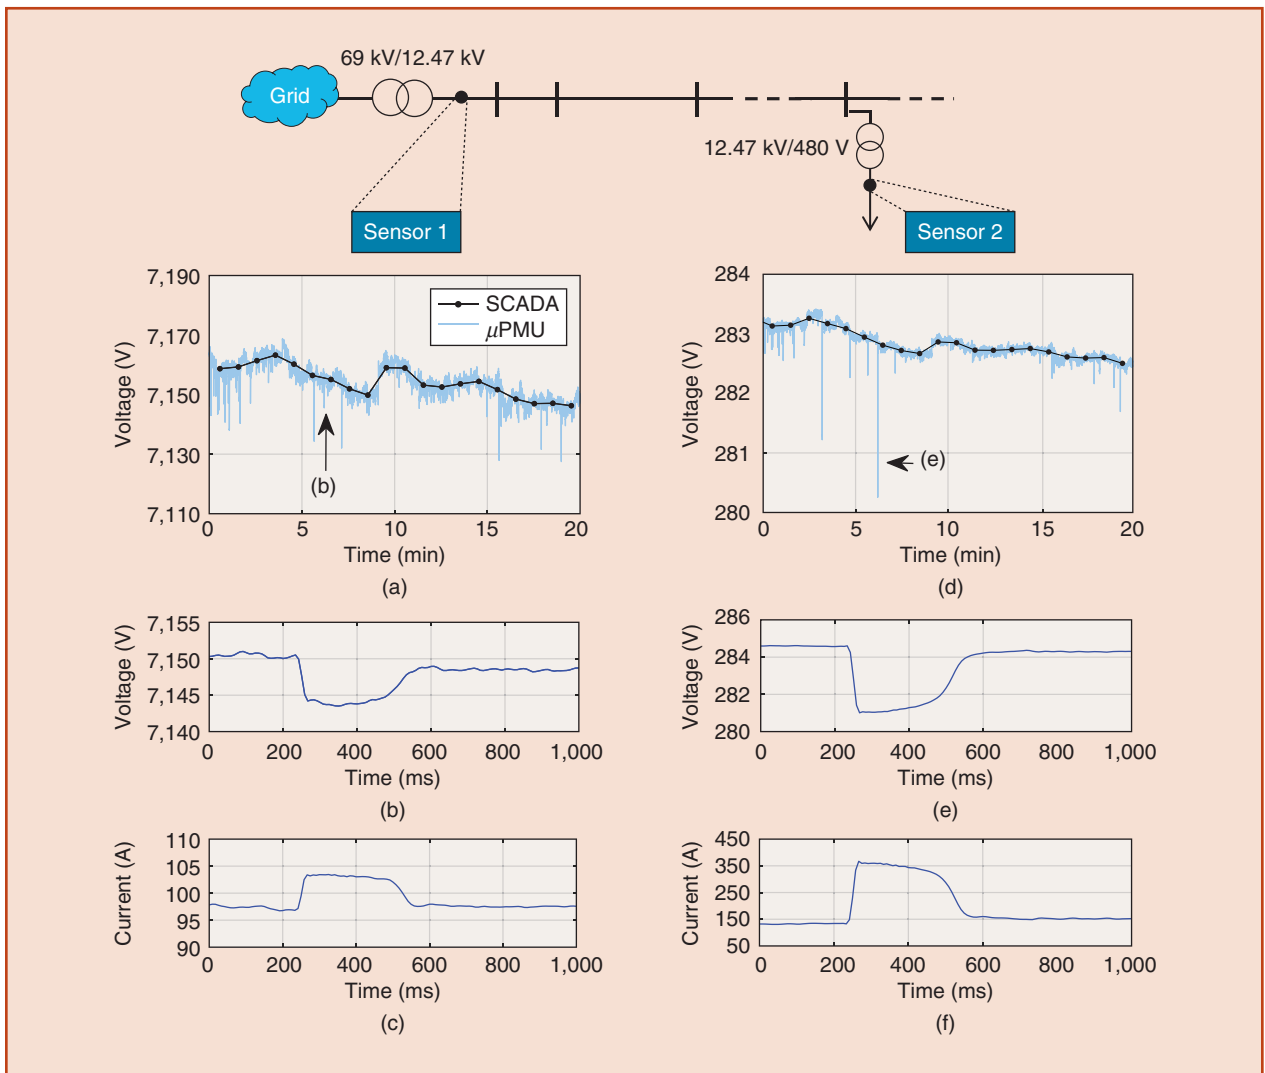 69 kV/12.47 kV
Grid
12.47 kV/480 V
Sensor 1
Sensor 2
7,190
7,170
7,150
7,130
7,110
Voltage (V)
SCADA
μPMU
(b)
0 5 10 15 20
Time (min)
(a)
284
283
282
281
280
Voltage (V)
(e)
0 5 10 15 20
Time (min)
(d)
7,155
7,150
7,145
7,140
Voltage (V)
0 200 400 600 800 1,000
Time (ms)
(b)
286
284
282
280
Voltage (V)
0 200 400 600 800 1,000
Time (ms)
(e)
110
105
100
95
90
Current (A)
0 200 400 600 800 1,000
Time (ms)
(c)
450
350
250
150
50
Current (A)
0 200 400 600 800 1,000
Time (ms)
(f)